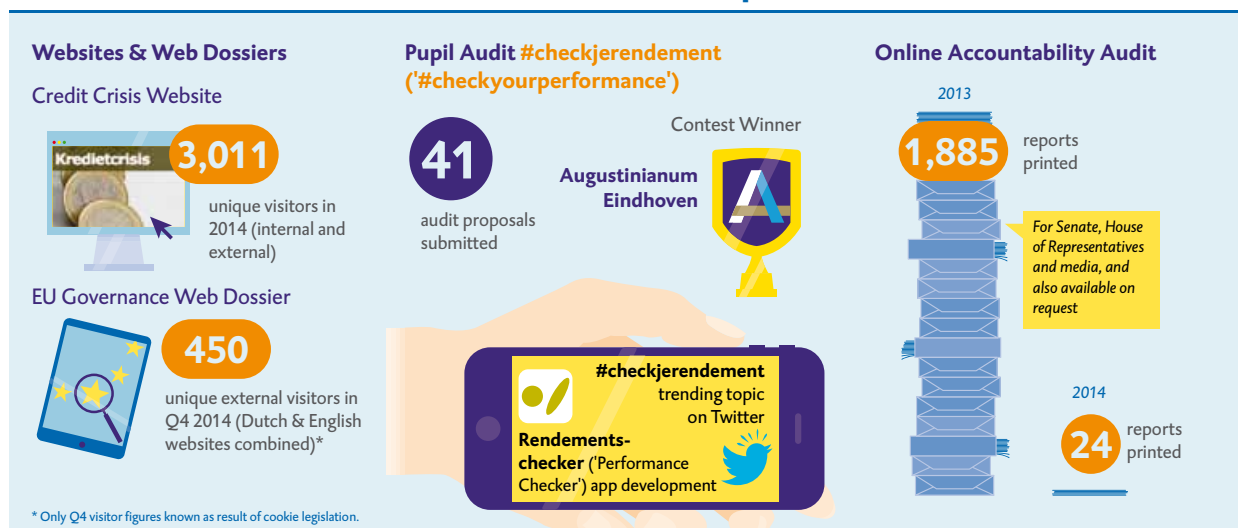 Websites & Web Dossiers
Credit Crisis Website
Kredietcrisis
3,011
unique visitors in
2014 (internal and
external)
EU Governance Web Dossier
450
unique external visitors in
Q4 2014 (Dutch & English
websites combined)*
* Only Q4 visitor figures known as result of cookie legislation.
Pupil Audit #checkjerendement
('#checkyourperformance')
41
audit proposals
submitted
Contest Winner
Augustinianum
Eindhoven
#checkjerendement
trending topic
on Twitter
Rendements-
checker ('Performance
Checker') app development
Online Accountability Audit
2013
1,885
reports
printed
For Senate, House
of Representatives
and media, and
also available on
request
2014
24
reports
printed